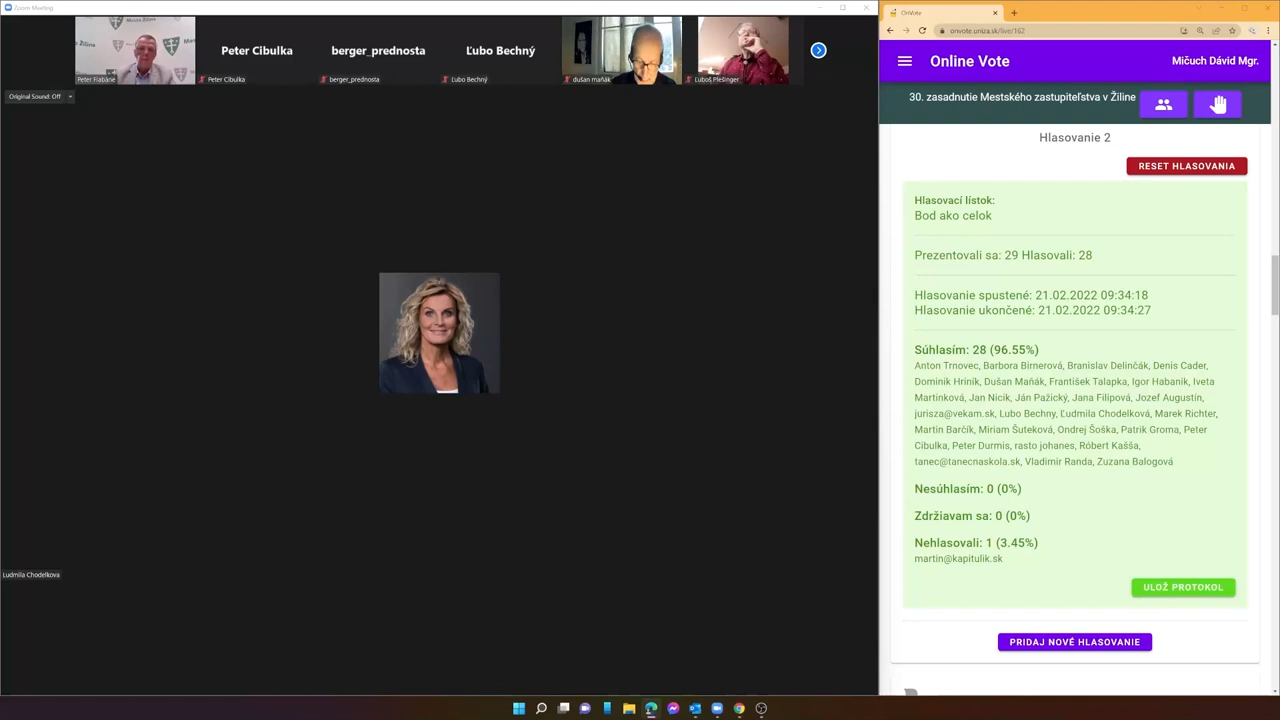 Zoom Meeting
Peter Cibulka
berger_prednosta
Ľubo Bechný
Peter Fiabáne
Peter Cibulka
berger_prednosta
Ľubo Bechný
dušan maňák
Ľuboš Plešinger
Original Sound: Off
Ludmila Chodelkova
OnVote
onvote.uniza.sk/live/162
Online Vote
Mičuch Dávid Mgr.
30. zasadnutie Mestského zastupiteľstva v Žiline
Hlasovanie 2
RESET HLASOVANIA
Hlasovací lístok:
Bod ako celok
Prezentovali sa: 29 Hlasovali: 28
Hlasovanie spustené: 21.02.2022 09:34:18
Hlasovanie ukončené: 21.02.2022 09:34:27
Súhlasím: 28 (96.55%)
Anton Trnovec, Barbora Birnerová, Branislav Delinčák, Denis Cader,
Dominik Hriník, Dušan Maňák, František Talapka, Igor Habaník, Iveta
Martinková, Jan Nicik, Ján Pažický, Jana Filipová, Jozef Augustín,
jurisza@vekam.sk, Lubo Bechny, Ľudmila Chodelková, Marek Richter,
Martin Barčík, Miriam Šuteková, Ondrej Šoška, Patrik Groma, Peter
Cibulka, Peter Durmis, rasto johanes, Róbert Kašša,
tanec@tanecnaskola.sk, Vladimir Randa, Zuzana Balogová
Nesúhlasím: 0 (0%)
Zdržiavam sa: 0 (0%)
Nehlasovali: 1 (3.45%)
martin@kapitulik.sk
ULOŽ PROTOKOL
PRIDAJ NOVÉ HLASOVANIE